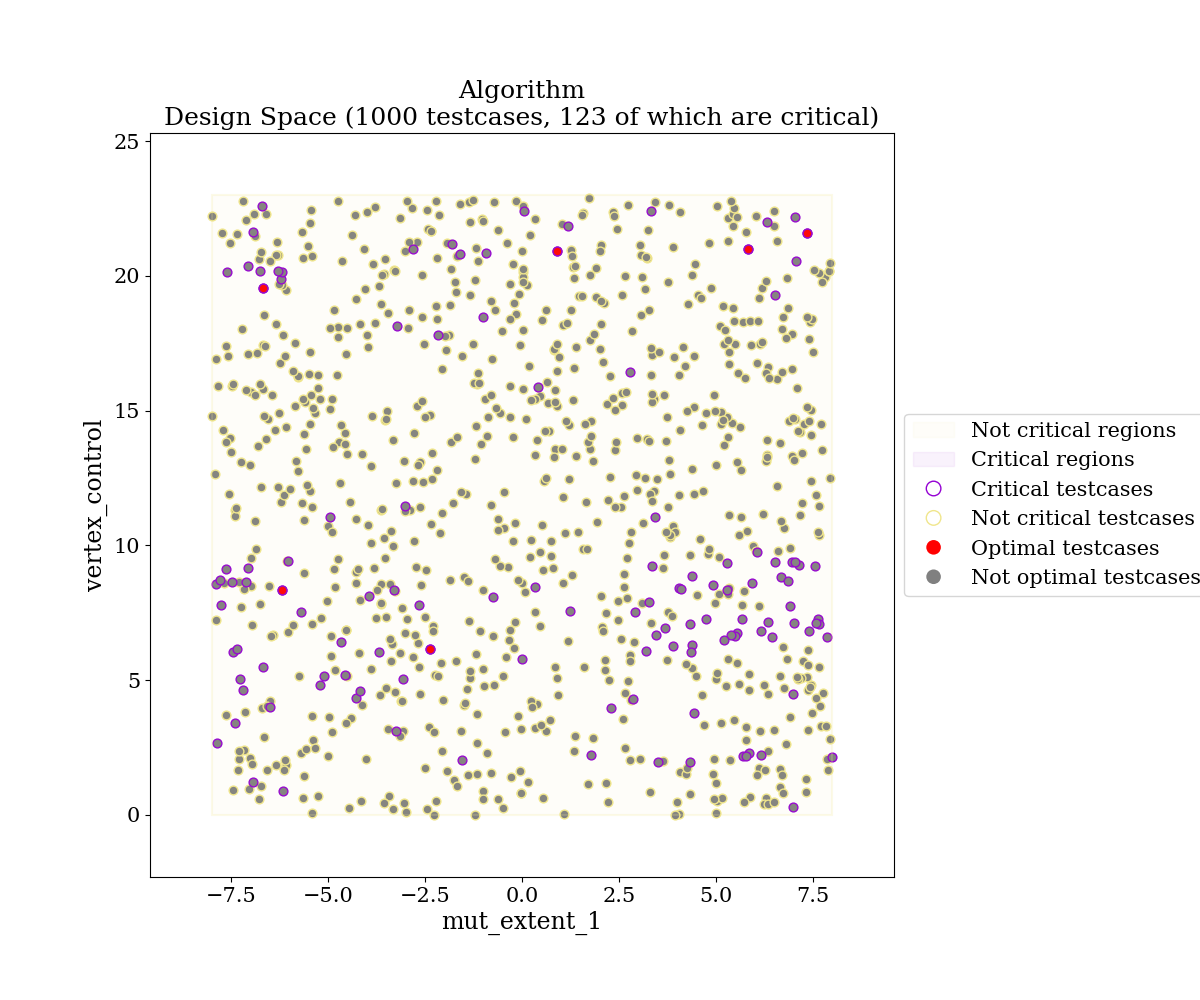 Algorithm
Design Space (1000 testcases, 123 of which are critical)
25
20
15
10
5
0
vertex_control
−7.5
−5.0
−2.5
0.0
2.5
5.0
7.5
mut_extent_1
Not critical regions
Critical regions
Critical testcases
Not critical testcases
Optimal testcases
Not optimal testcases